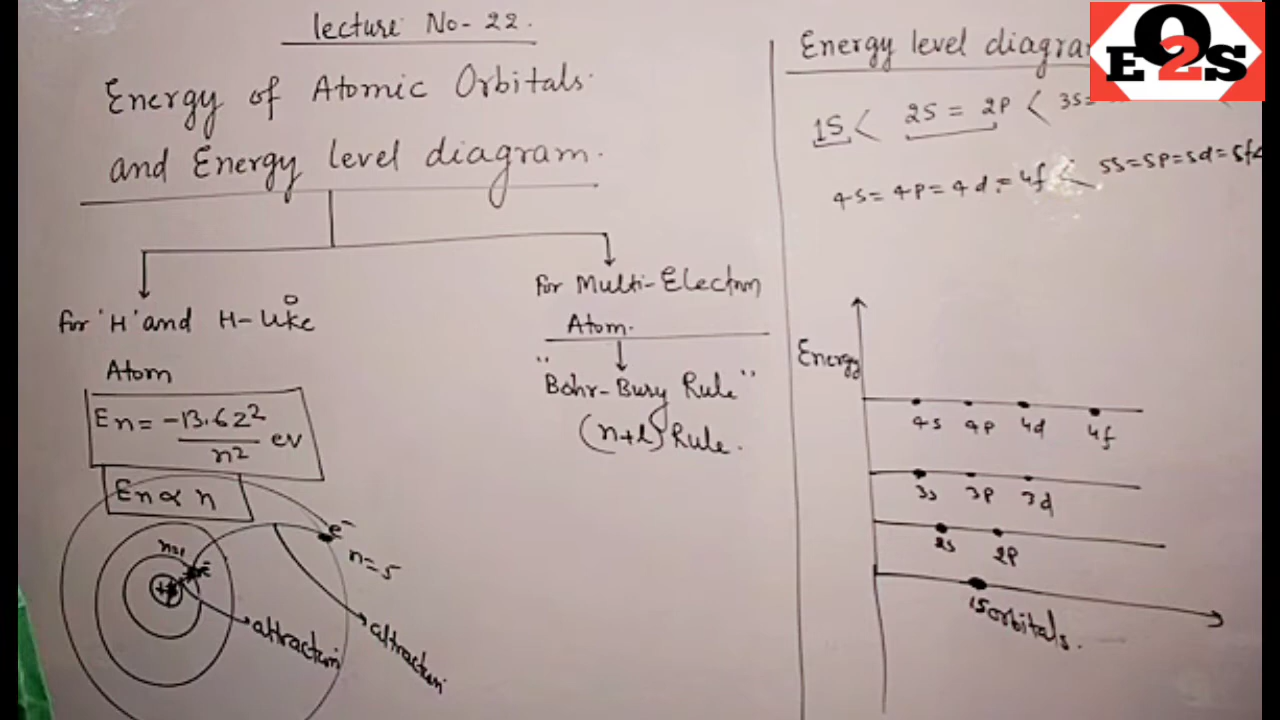 lecture No-22.
Energy of Atomic Orbitals
and Energy level diagram.
for 'H' and H-like
Atom
En = -13.6Z²/n² ev
En ∝ n
n=1
e⁻
e⁻
n=5
attraction
attraction
for Multi-Electron
Atom.
"Bohr-Bury Rule"
(n+l) Rule.
Energy level diagra
1S < 2S = 2P < 3S=
4S = 4P = 4d = 4f < 5S=5P=5d=5f<
Energy
4s 4p 4d 4f
3s 3p 3d
2s 2p
1s orbitals.
EO2S